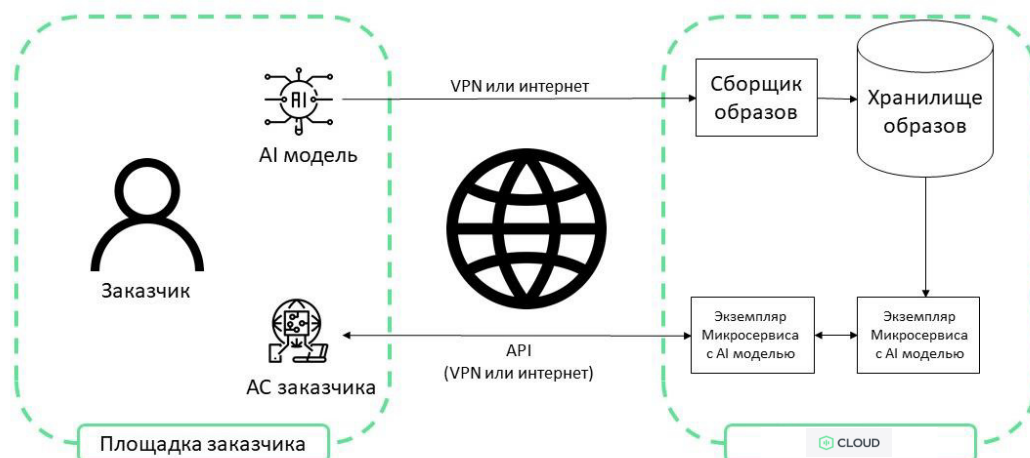 AI
AI модель
VPN или интернет
Сборщик
образов
Хранилище
образов
Заказчик
АС заказчика
API
(VPN или интернет)
Экземпляр
Микросервиса
с AI моделью
Экземпляр
Микросервиса
с AI моделью
Площадка заказчика
CLOUD